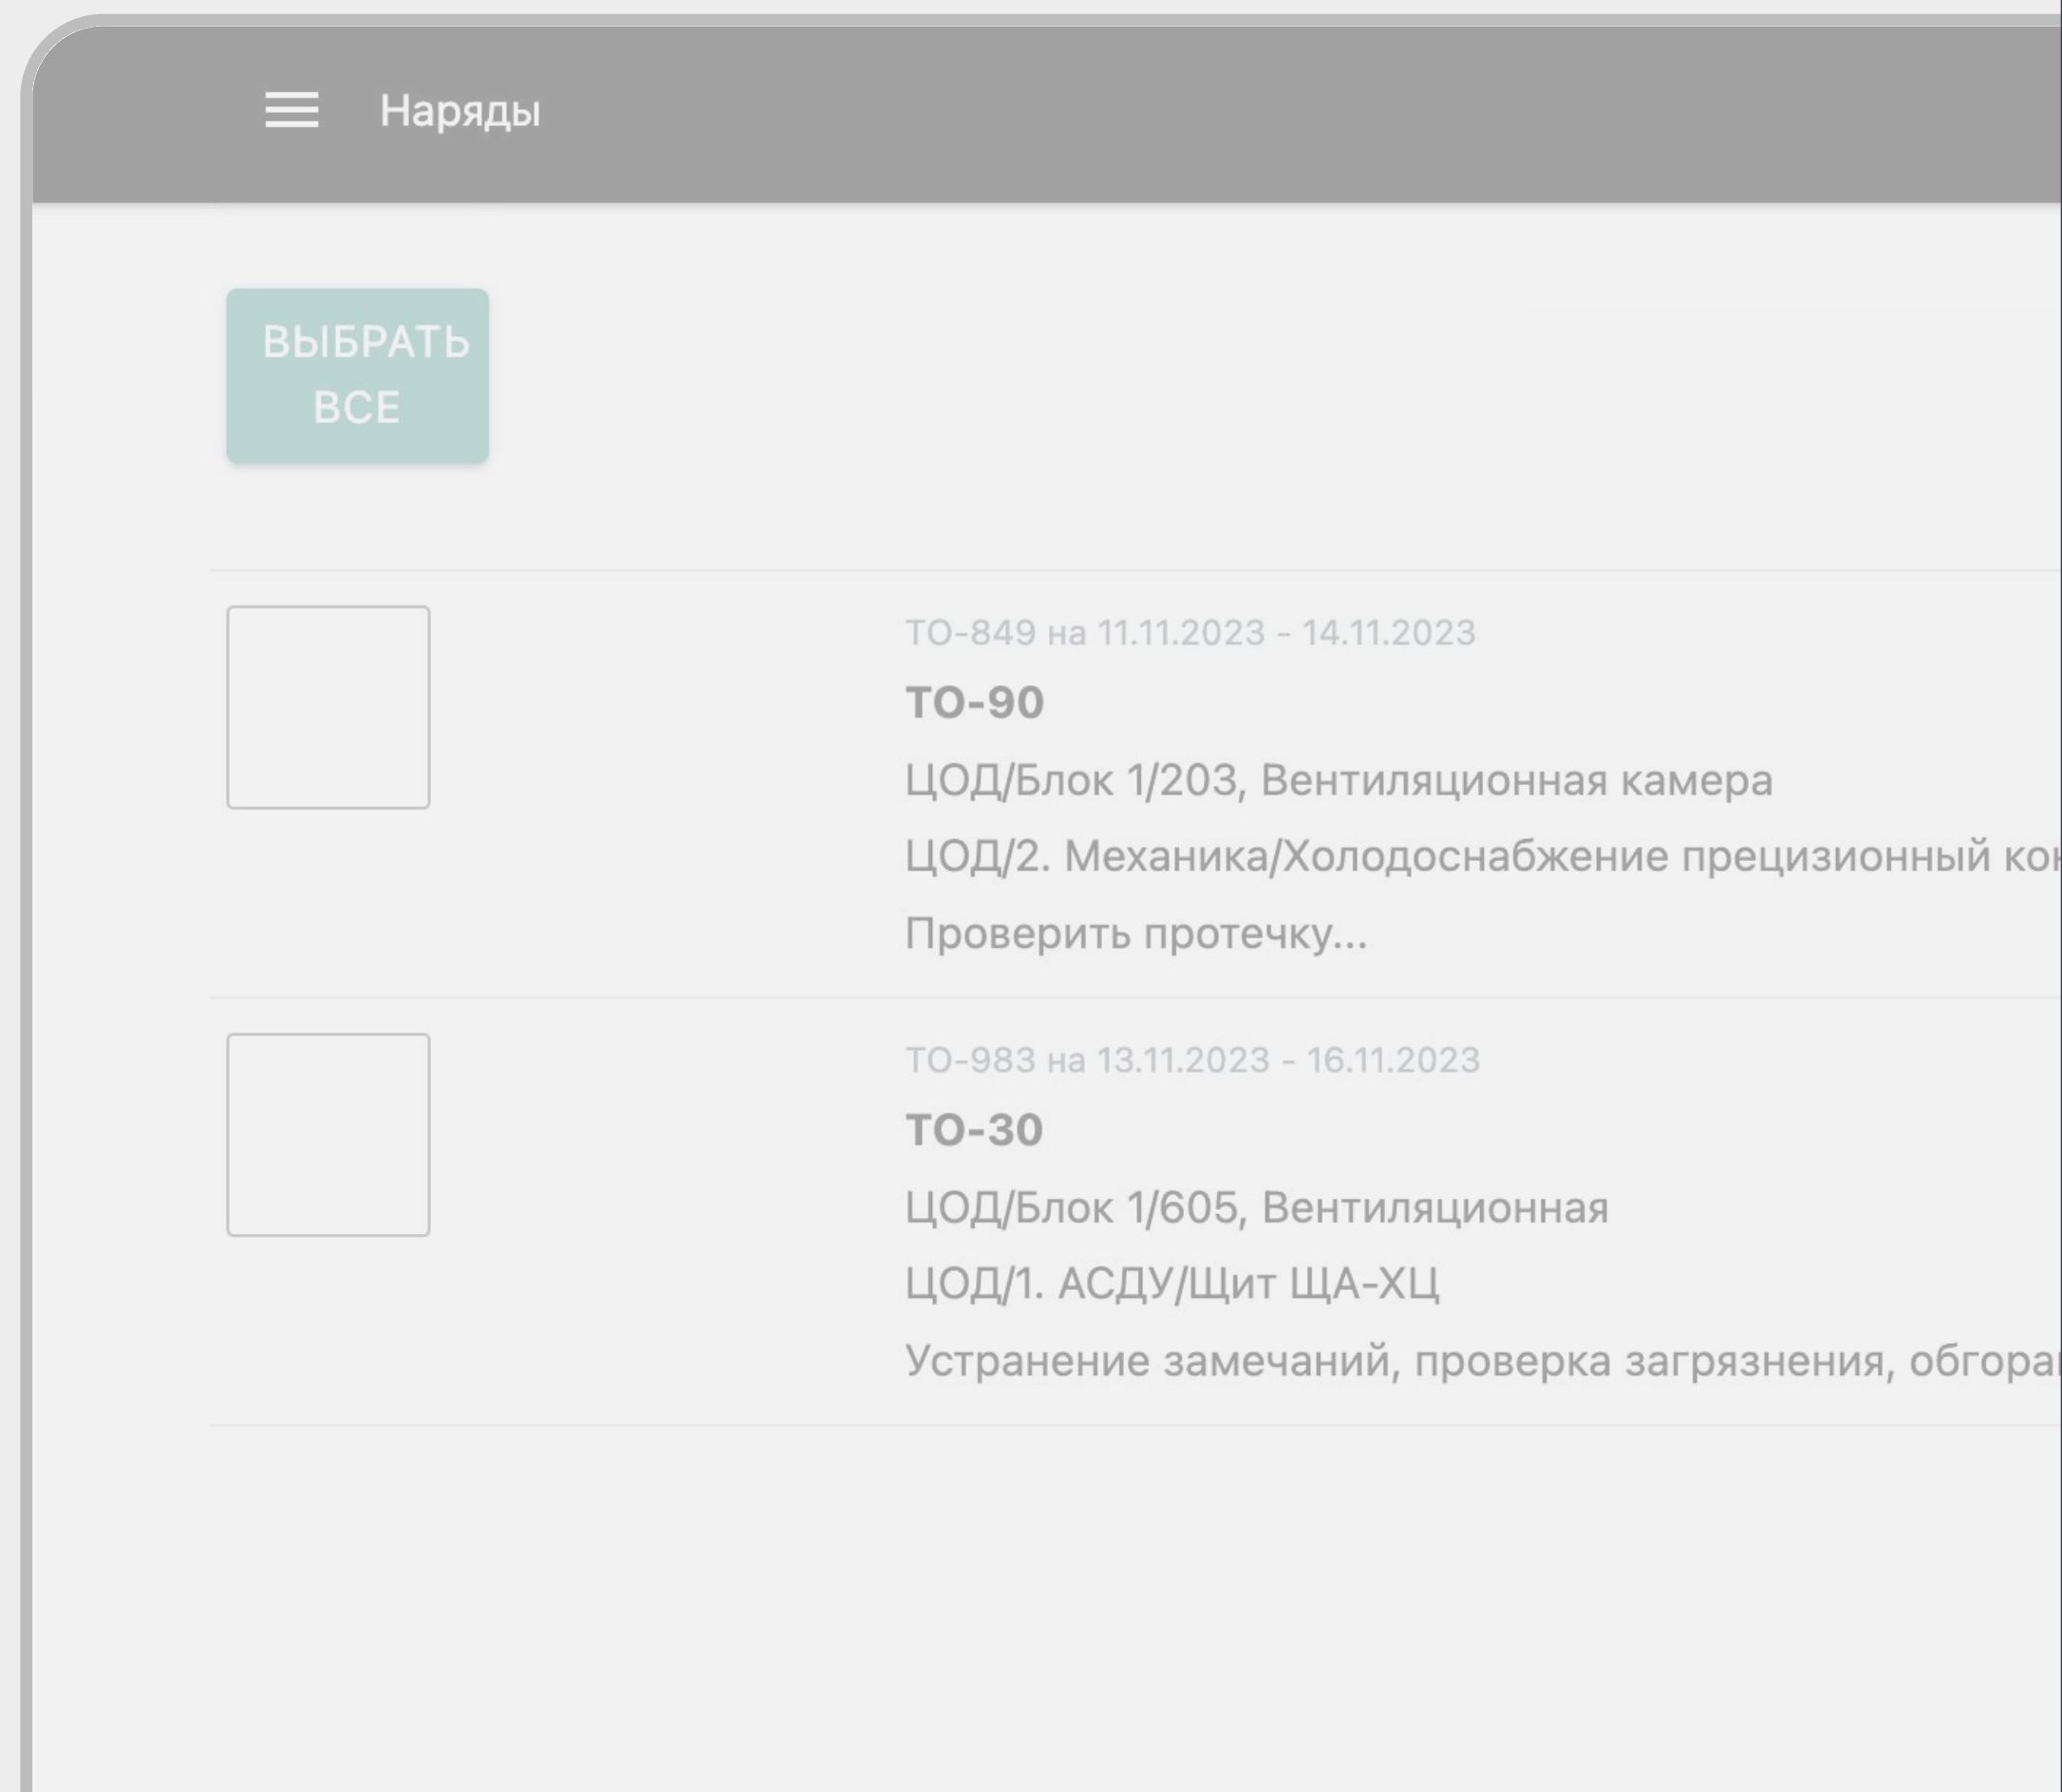 Наряды
ВЫБРАТЬ
ВСЕ
ТО-849 на 11.11.2023 - 14.11.2023
ТО-90
ЦОД/Блок 1/203, Вентиляционная камера
ЦОД/2. Механика/Холодоснабжение прецизионный
Проверить протечку...
ТО-983 на 13.11.2023 - 16.11.2023
ТО-30
ЦОД/Блок 1/605, Вентиляционная
ЦОД/1. АСДУ/Щит ЩА-ХЦ
Устранение замечаний, проверка загрязнения,